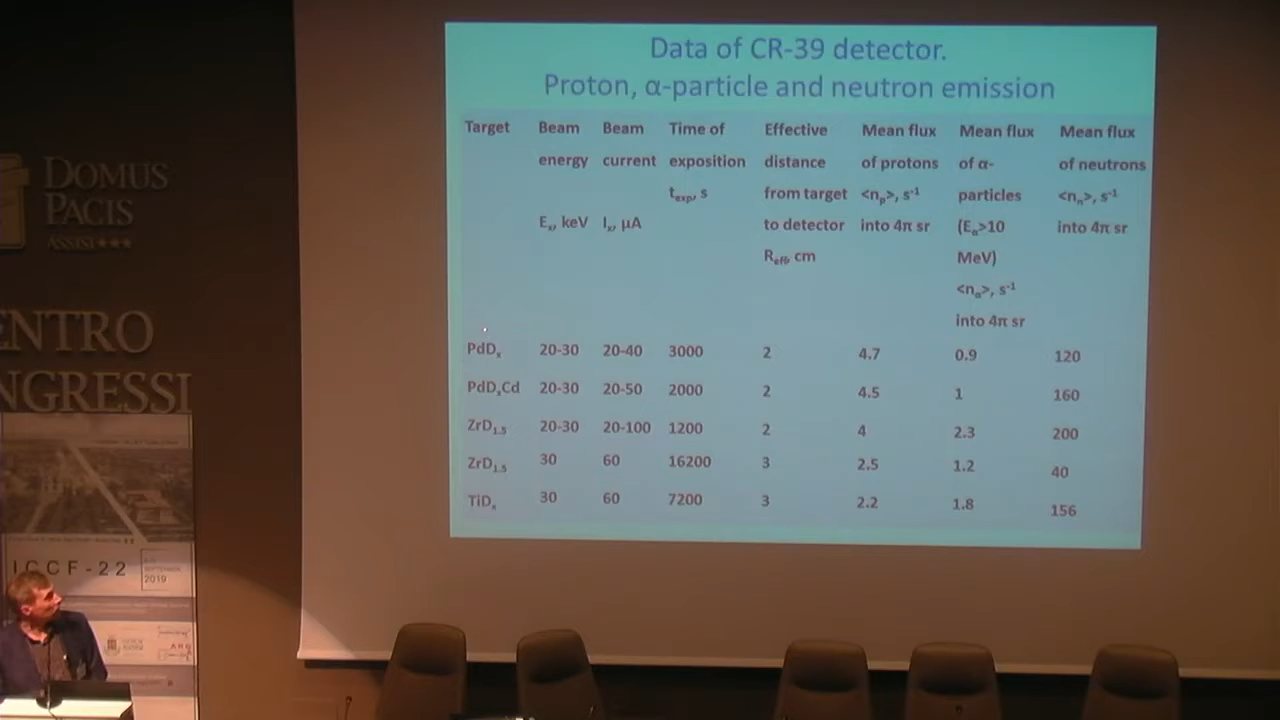 Data of CR-39 detector.
Proton, α-particle and neutron emission
Target
Beam energy Eₓ, keV
Beam current Iₓ, μA
Time of exposition t_exp, s
Effective distance from target to detector R_eff, cm
Mean flux of protons <n_p>, s⁻¹ into 4π sr
Mean flux of α-particles (E_α>10 MeV) <n_α>, s⁻¹ into 4π sr
Mean flux of neutrons <n_n>, s⁻¹ into 4π sr
PdDₓ 20-30 20-40 3000 2 4.7 0.9 120
PdDₓCd 20-30 20-50 2000 2 4.5 1 160
ZrD₁.₅ 20-30 20-100 1200 2 4 2.3 200
ZrD₁.₅ 30 60 16200 3 2.5 1.2 40
TiDₓ 30 60 7200 3 2.2 1.8 156
DOMUS
PACIS
ASSISI★★★
ENTRO
NGRESSI
ICCF-22
SEPTEMBER
2019